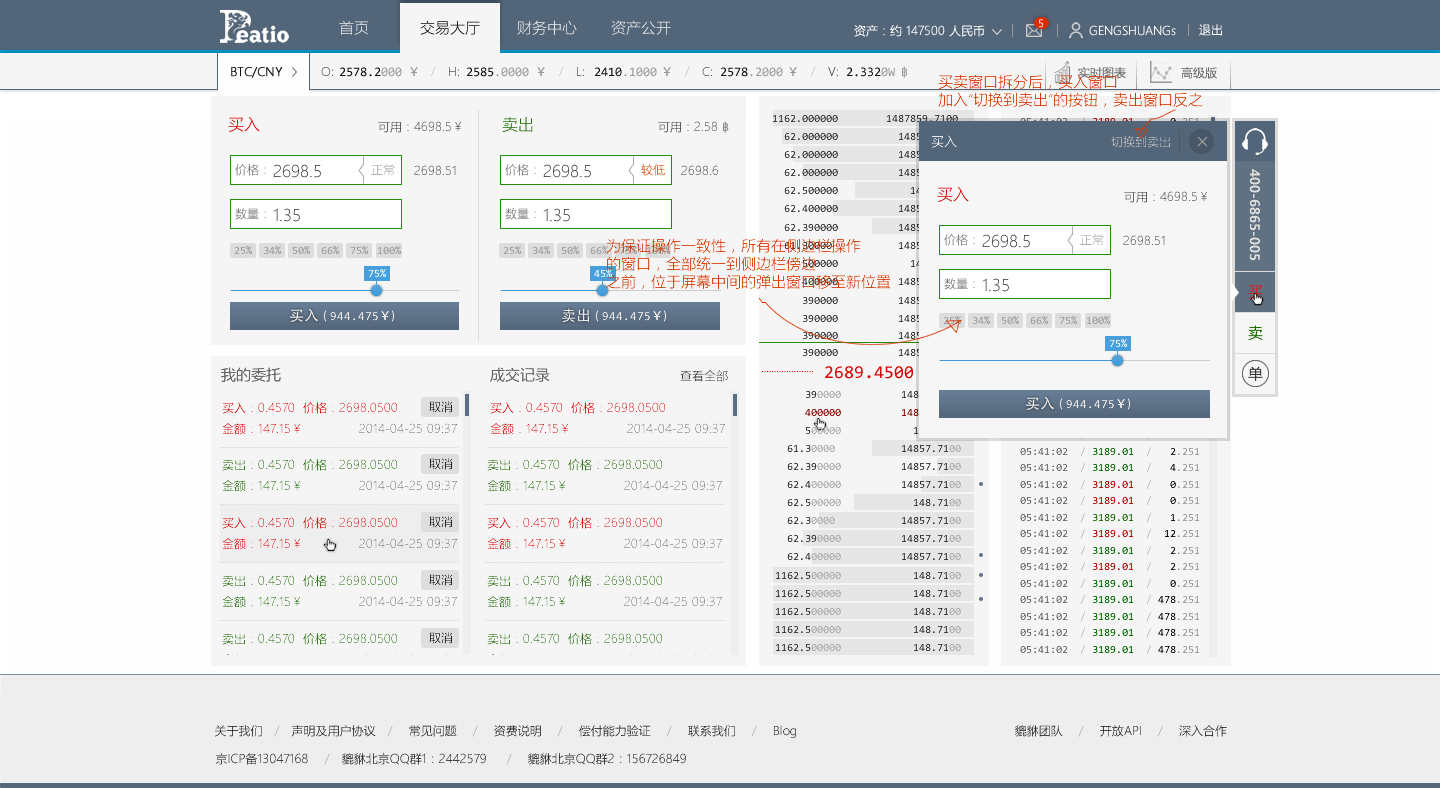 Peatio
首页
交易大厅
财务中心
资产公开
资产：约 147500 人民币
5
GENGSHUANGs
退出
BTC/CNY
O: 2578.2000 ¥ / H: 2585.0000 ¥ / L: 2410.1000 ¥ / C: 2578.2000 ¥ / V: 2.3320W ฿
实时图表
高级版
买卖窗口拆分后，买入窗口
加入“切换到卖出”的按钮，卖出窗口反之
买入
可用：4698.5 ¥
价格： 2698.5 正常 2698.51
数量： 1.35
25% 34% 50% 66% 75% 100%
75%
买入(944.475¥)
卖出
可用：2.58 ฿
价格： 2698.5 较低 2698.6
数量： 1.35
25% 34% 50% 66%
45%
卖出(944.475¥)
为保证操作一致性，所有在侧边栏操作
的窗口，全部统一到侧边栏傍边
之前，位于屏幕中间的弹出窗口移至新位置
我的委托
买入：0.4570 价格：2698.0500 取消
金额：147.15 ¥ 2014-04-25 09:37
卖出：0.4570 价格：2698.0500 取消
金额：147.15 ¥ 2014-04-25 09:37
买入：0.4570 价格：2698.0500 取消
金额：147.15 ¥ 2014-04-25 09:37
卖出：0.4570 价格：2698.0500 取消
金额：147.15 ¥ 2014-04-25 09:37
卖出：0.4570 价格：2698.0500 取消
成交记录 查看全部
买入：0.4570 价格：2698.0500
金额：147.15 ¥ 2014-04-25 09:37
卖出：0.4570 价格：2698.0500
金额：147.15 ¥ 2014-04-25 09:37
买入：0.4570 价格：2698.0500
金额：147.15 ¥ 2014-04-25 09:37
卖出：0.4570 价格：2698.0500
金额：147.15 ¥ 2014-04-25 09:37
卖出：0.4570 价格：2698.0500
1162.000000 1487859.7100
62.000000 1485
62.000000 1485
62.000000 1485
62.500000 14
62.400000 1485
62.390000 1485
61.300000 1485
500000 14
400000 1485
390000 1485
390000 1485
390000 1485
390000 1485
2689.4500
390000 148
400000 148
500000 148
61.30000 14857.7100
62.390000 14857.7100
62.400000 14857.7100
62.500000 148.7100
62.30000 14857.7100
62.390000 14857.7100
62.400000 14857.7100
1162.500000 148.7100
1162.500000 148.7100
1162.500000 148.7100
1162.500000 148.7100
1162.500000 148.7100
05:41:02 / 3189.01 / 0.251
买入 切换到卖出
买入
可用：4698.5 ¥
价格： 2698.5 正常 2698.51
数量： 1.35
25% 34% 50% 66% 75% 100%
75%
买入(944.475¥)
05:41:02 / 3189.01 / 2.251
05:41:02 / 3189.01 / 4.251
05:41:02 / 3189.01 / 0.251
05:41:02 / 3189.01 / 0.251
05:41:02 / 3189.01 / 1.251
05:41:02 / 3189.01 / 12.251
05:41:02 / 3189.01 / 2.251
05:41:02 / 3189.01 / 2.251
05:41:02 / 3189.01 / 0.251
05:41:02 / 3189.01 / 478.251
05:41:02 / 3189.01 / 478.251
05:41:02 / 3189.01 / 478.251
05:41:02 / 3189.01 / 478.251
400-6865-005
买
卖
单
关于我们 / 声明及用户协议 / 常见问题 / 资费说明 / 偿付能力验证 / 联系我们 / Blog
貔貅团队 / 开放API / 深入合作
京ICP备13047168 / 貔貅北京QQ群1：2442579 / 貔貅北京QQ群2：156726849